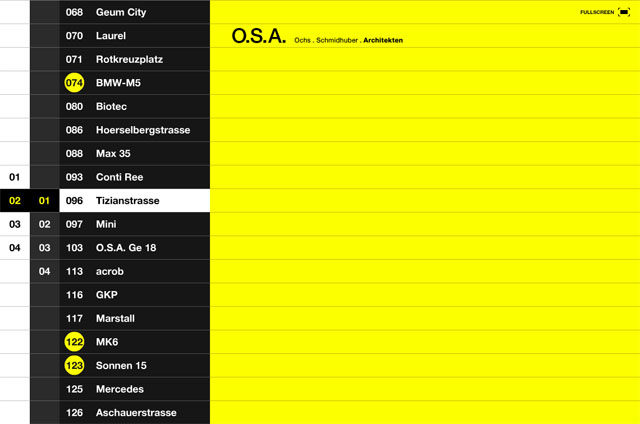 068 Geum City
FULLSCREEN
070 Laurel
O.S.A. Ochs . Schmidhuber . Architekten
071 Rotkreuzplatz
074 BMW-M5
080 Biotec
086 Hoerselbergstrasse
088 Max 35
01 093 Conti Ree
02 01 096 Tizianstrasse
03 02 097 Mini
04 03 103 O.S.A. Ge 18
04 113 acrob
116 GKP
117 Marstall
122 MK6
123 Sonnen 15
125 Mercedes
126 Aschauerstrasse